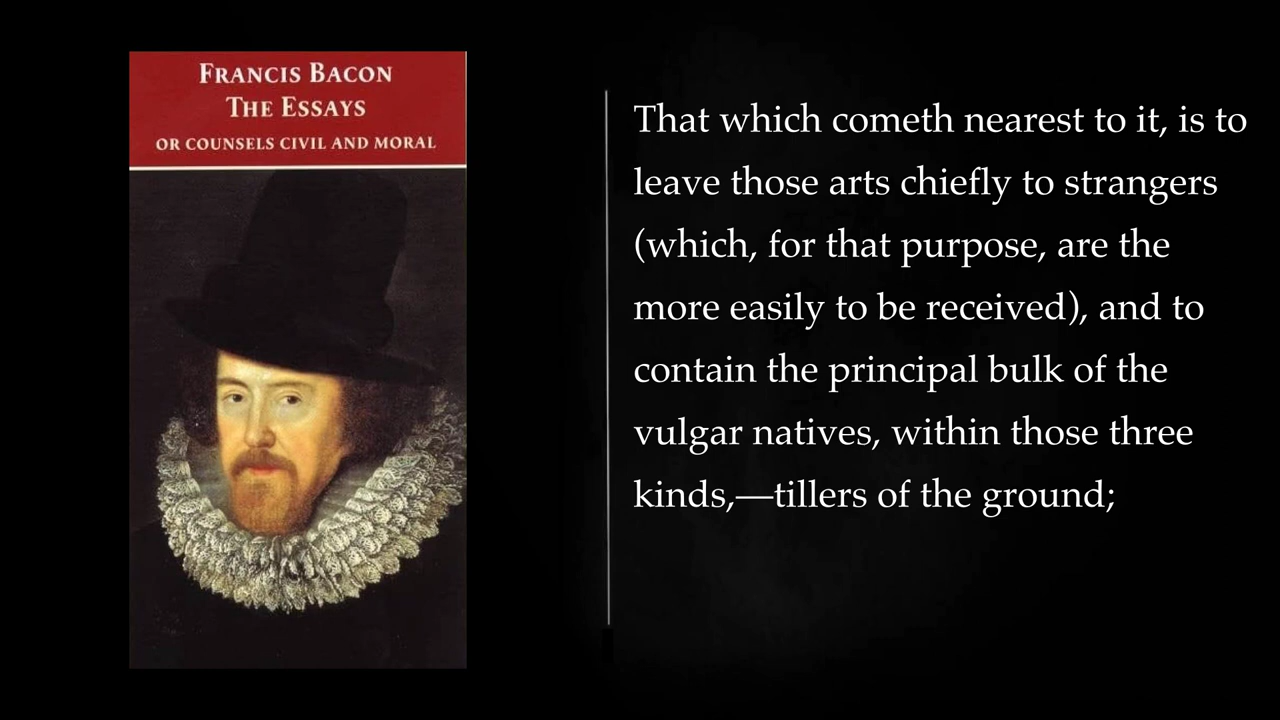 FRANCIS BACON
THE ESSAYS
OR COUNSELS CIVIL AND MORAL
That which cometh nearest to it, is to
leave those arts chiefly to strangers
(which, for that purpose, are the
more easily to be received), and to
contain the principal bulk of the
vulgar natives, within those three
kinds,—tillers of the ground;